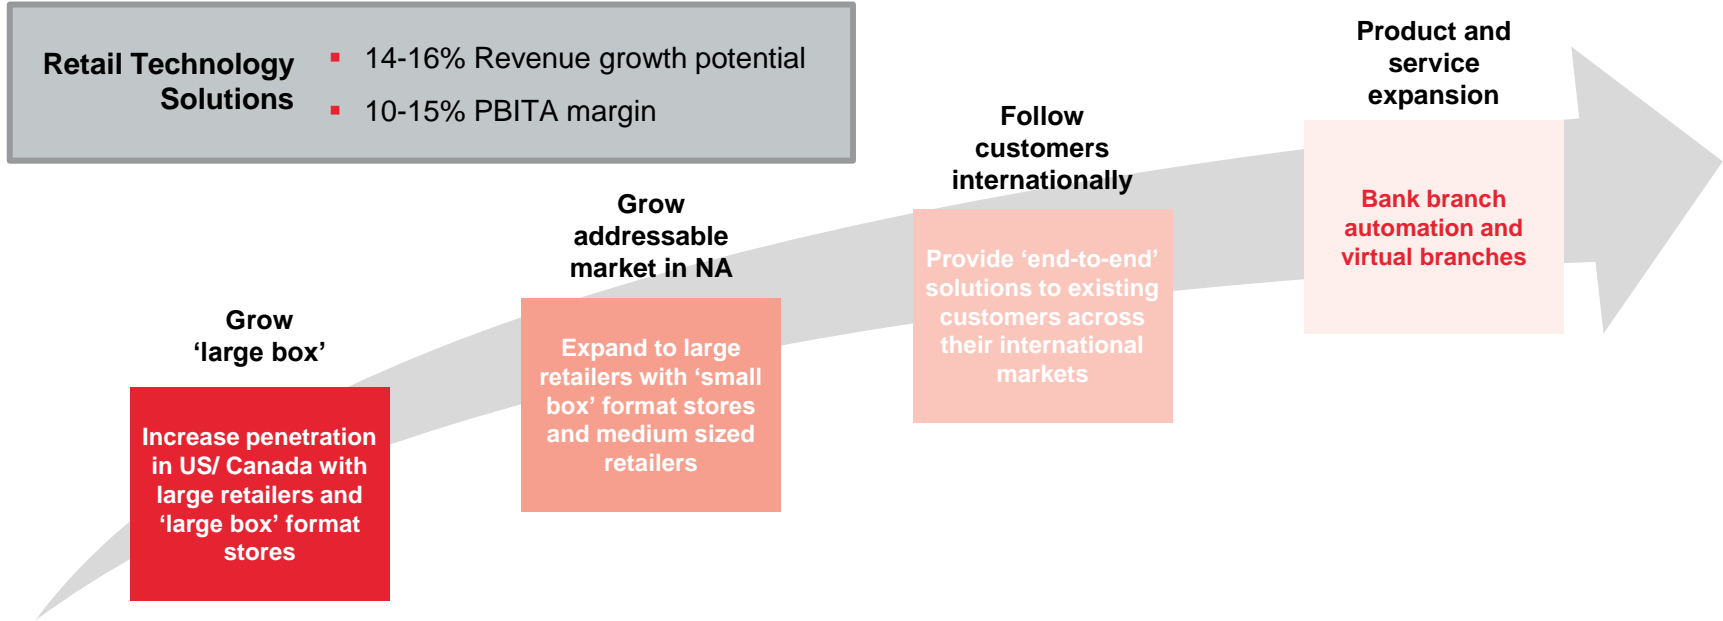 Retail Technology
Solutions
▪ 14-16% Revenue growth potential
▪ 10-15% PBITA margin
Grow
‘large box’
Increase penetration
in US/ Canada with
large retailers and
‘large box’ format
stores
Grow
addressable
market in NA
Expand to large
retailers with ‘small
box’ format stores
and medium sized
retailers
Follow
customers
internationally
Provide ‘end-to-end’
solutions to existing
customers across
their international
markets
Product and
service
expansion
Bank branch
automation and
virtual branches